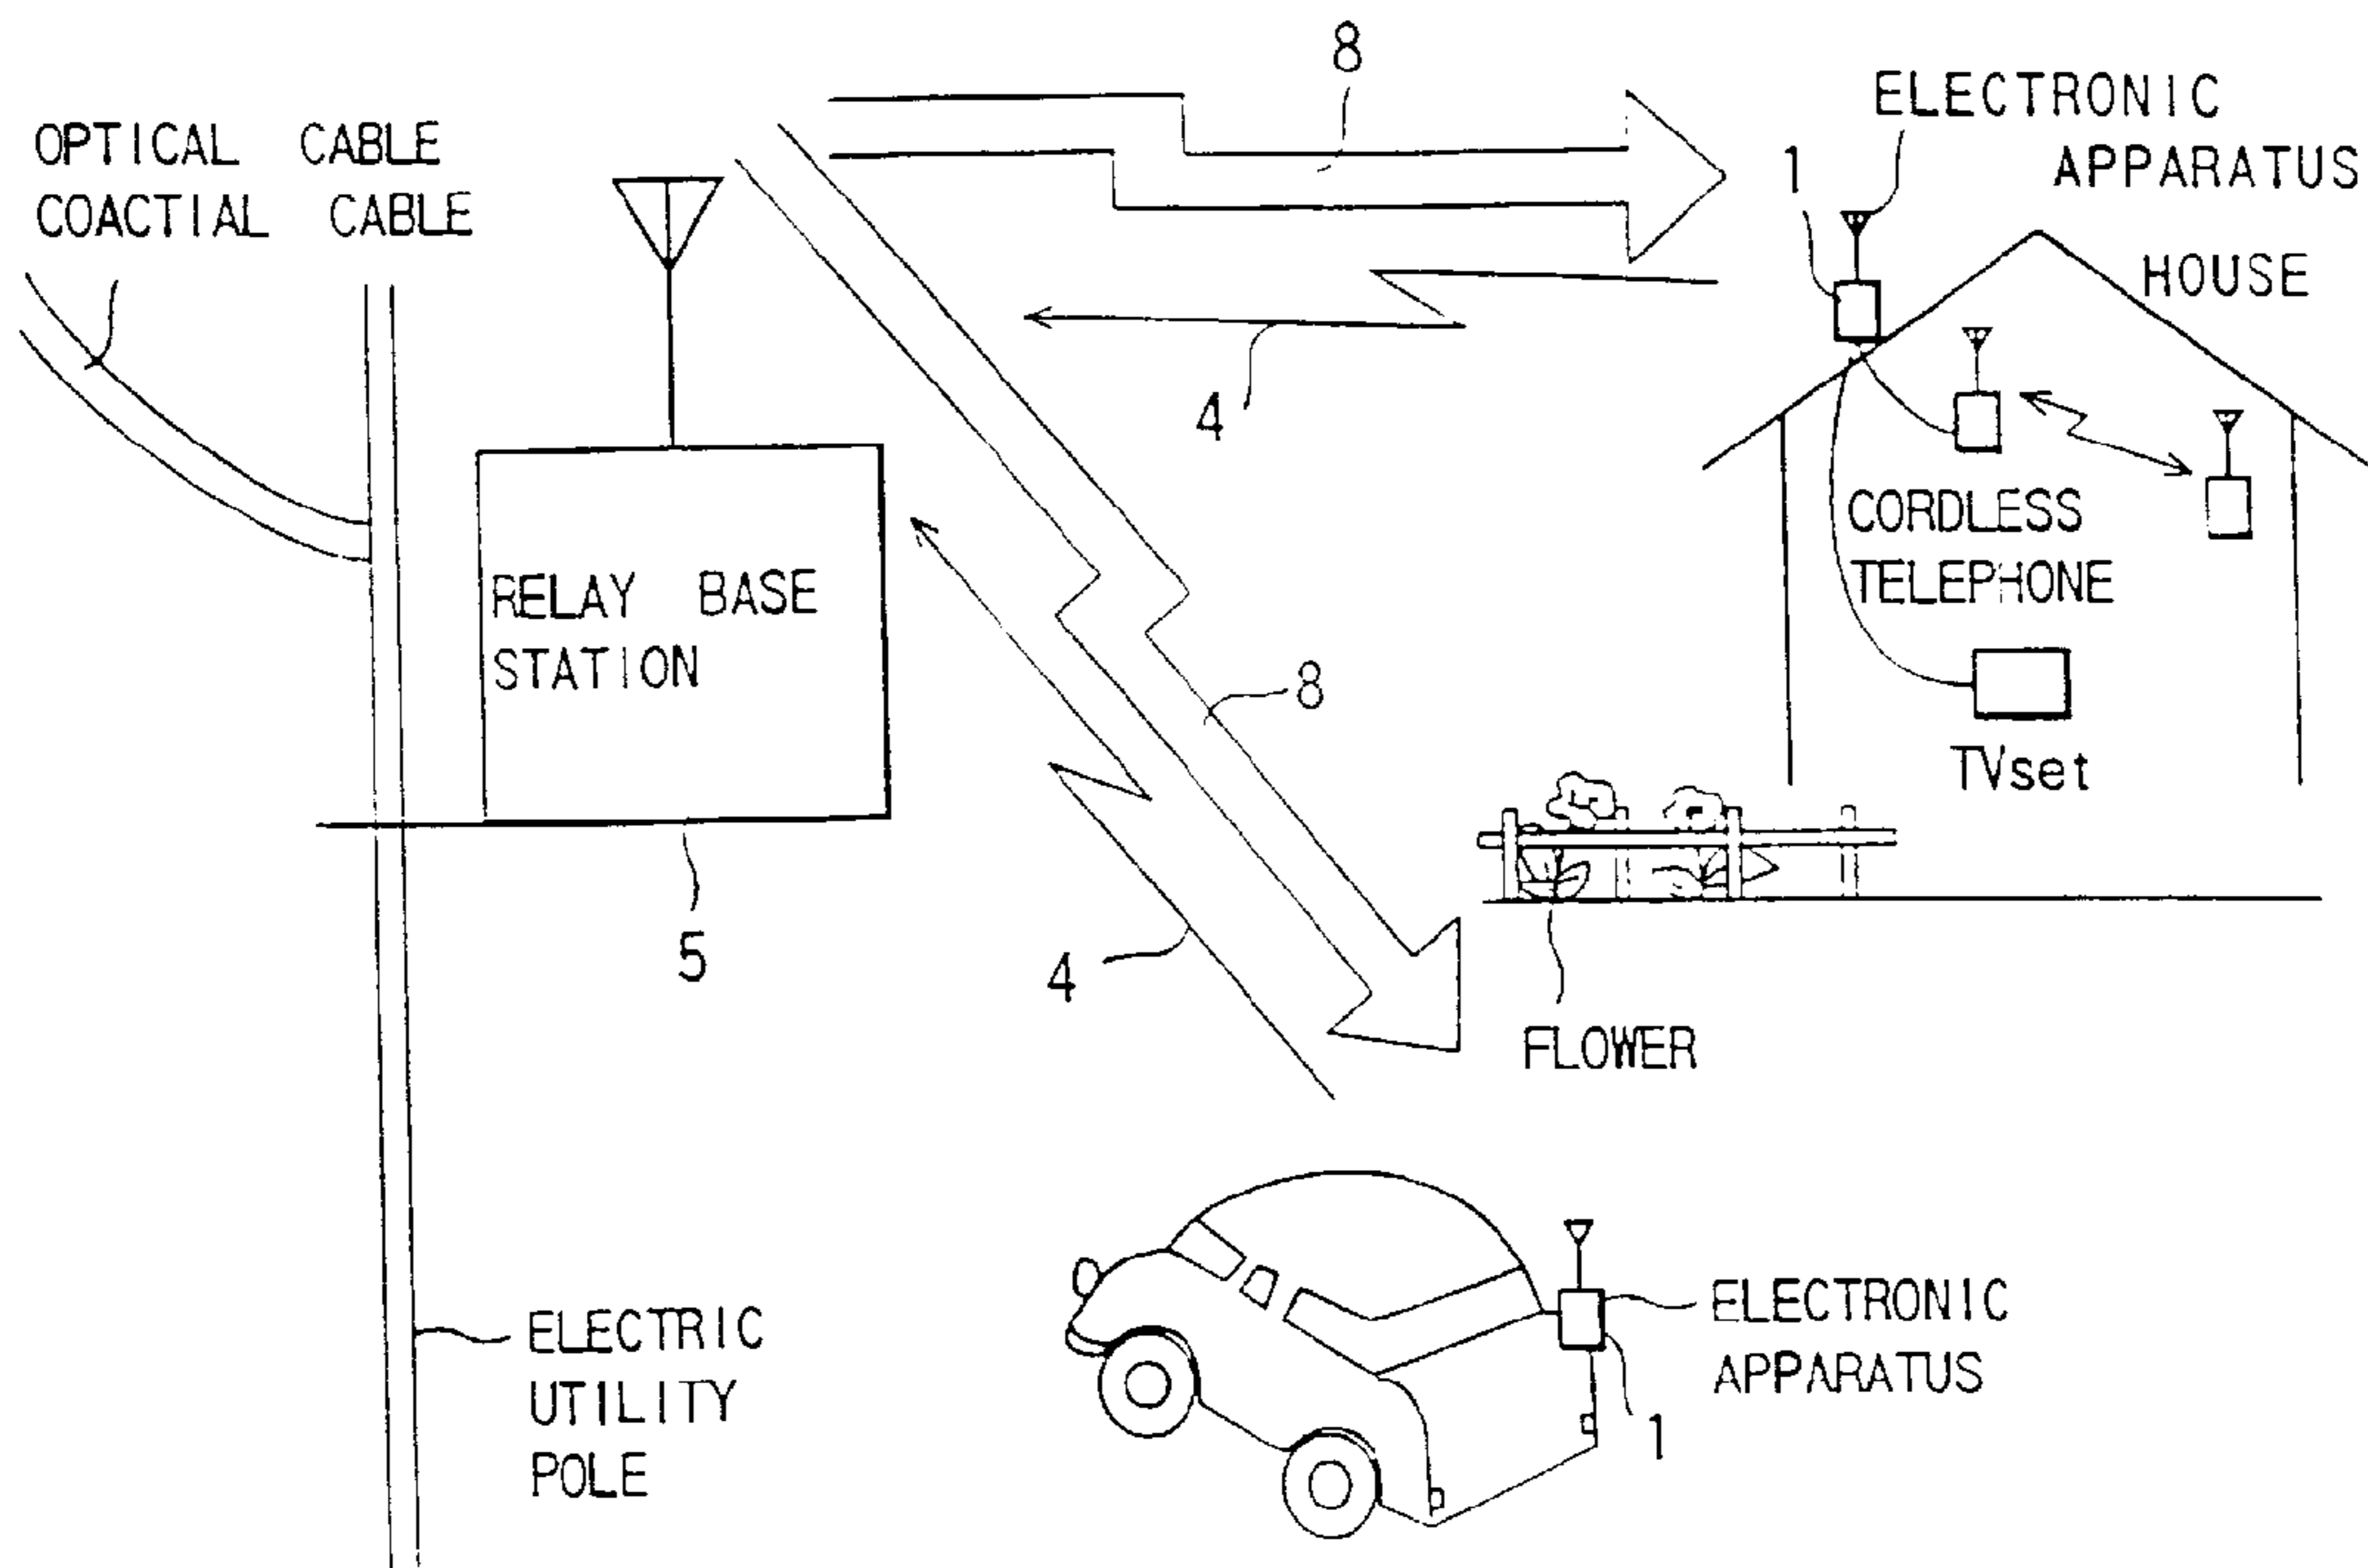 8
ELECTRONIC
APPARATUS
1
OPTICAL CABLE
COACTIAL CABLE
HOUSE
4
CORDLESS
TELEPHONE
RELAY BASE
STATION
8
TVset
5
4
FLOWER
ELECTRIC
UTILITY
POLE
ELECTRONIC
APPARATUS
1